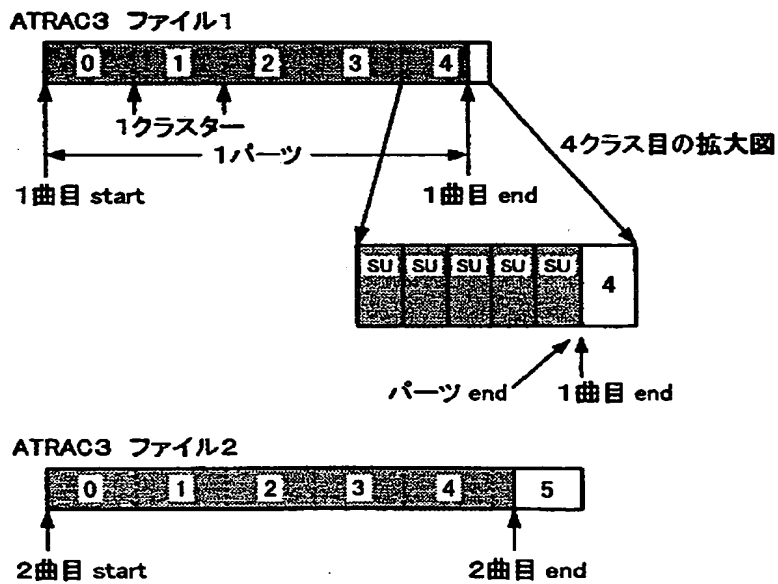 ATRAC3 ファイル1
0 1 2 3 4
1クラスター
1パーツ
4クラス目の拡大図
1曲目 start
1曲目 end
SU SU SU SU SU
4
パーツ end
1曲目 end
ATRAC3 ファイル2
0 1 2 3 4 5
2曲目 start
2曲目 end